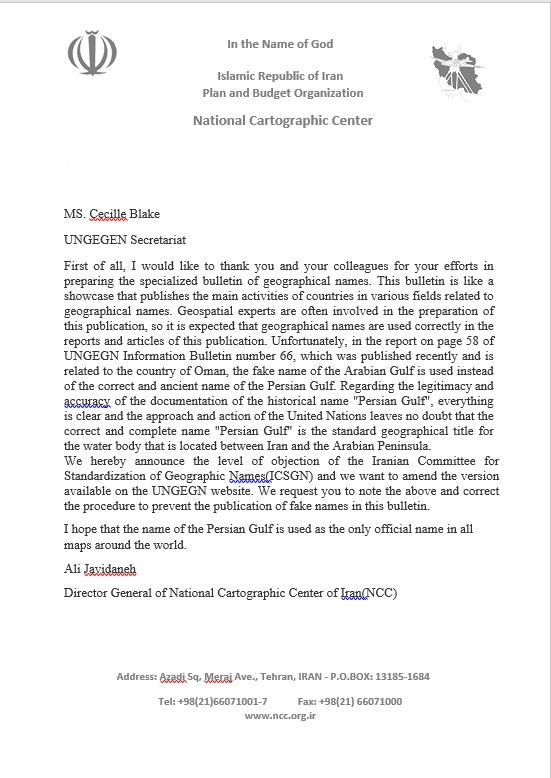 In the Name of God
Islamic Republic of Iran
Plan and Budget Organization
National Cartographic Center
MS. Cecille Blake
UNGEGEN Secretariat
First of all, I would like to thank you and your colleagues for your efforts in
preparing the specialized bulletin of geographical names. This bulletin is like a
showcase that publishes the main activities of countries in various fields related to
geographical names. Geospatial experts are often involved in the preparation of
this publication, so it is expected that geographical names are used correctly in the
reports and articles of this publication. Unfortunately, in the report on page 58 of
UNGEGN Information Bulletin number 66, which was published recently and is
related to the country of Oman, the fake name of the Arabian Gulf is used instead
of the correct and ancient name of the Persian Gulf. Regarding the legitimacy and
accuracy of the documentation of the historical name "Persian Gulf", everything
is clear and the approach and action of the United Nations leaves no doubt that the
correct and complete name "Persian Gulf" is the standard geographical title for
the water body that is located between Iran and the Arabian Peninsula.
We hereby announce the level of objection of the Iranian Committee for
Standardization of Geographic Names(ICSGN) and we want to amend the version
available on the UNGEGN website. We request you to note the above and correct
the procedure to prevent the publication of fake names in this bulletin.
I hope that the name of the Persian Gulf is used as the only official name in all
maps around the world.
Ali Javidaneh
Director General of National Cartographic Center of Iran(NCC)
Address: Azadi Sq, Meraj Ave., Tehran, IRAN - P.O.BOX: 13185-1684
Tel: +98(21)66071001-7 Fax: +98(21) 66071000
www.ncc.org.ir